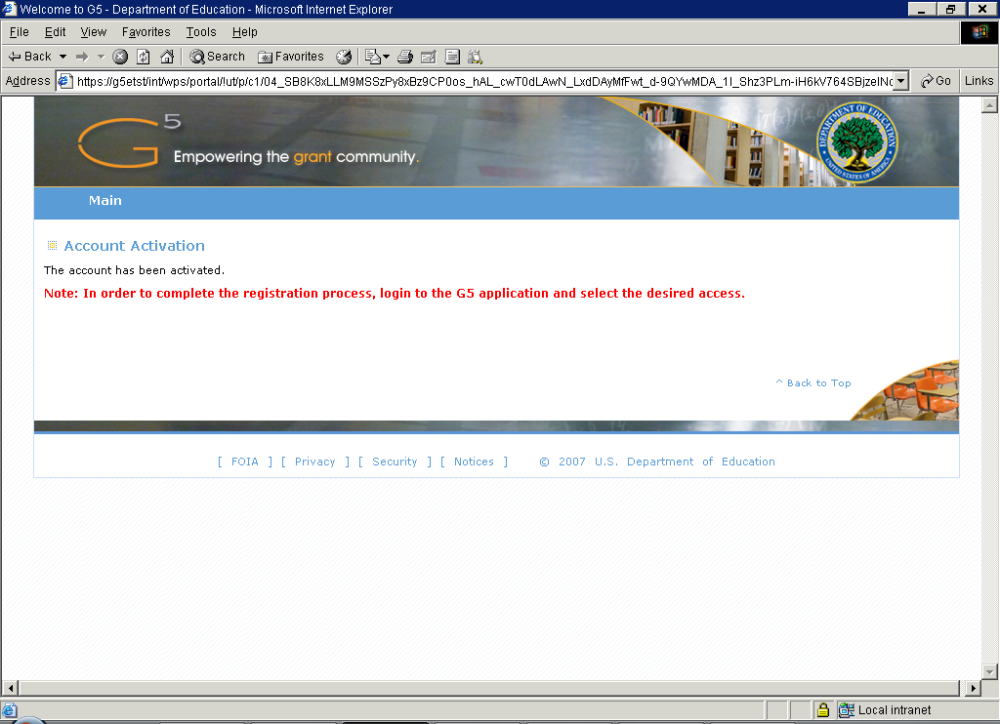 Welcome to G5 - Department of Education - Microsoft Internet Explorer
File Edit View Favorites Tools Help
Back Search Favorites
Address https://g5etst/int/wps/portal/!ut/p/c1/ Go Links
G5
Empowering the grant community.
DEPARTMENT OF EDUCATION
UNITED STATES OF AMERICA
Main
Account Activation
The account has been activated.
Note: In order to complete the registration process, login to the G5 application and select the desired access.
^ Back to Top
[ FOIA ] [ Privacy ] [ Security ] [ Notices ] © 2007 U.S. Department of Education
Local intranet